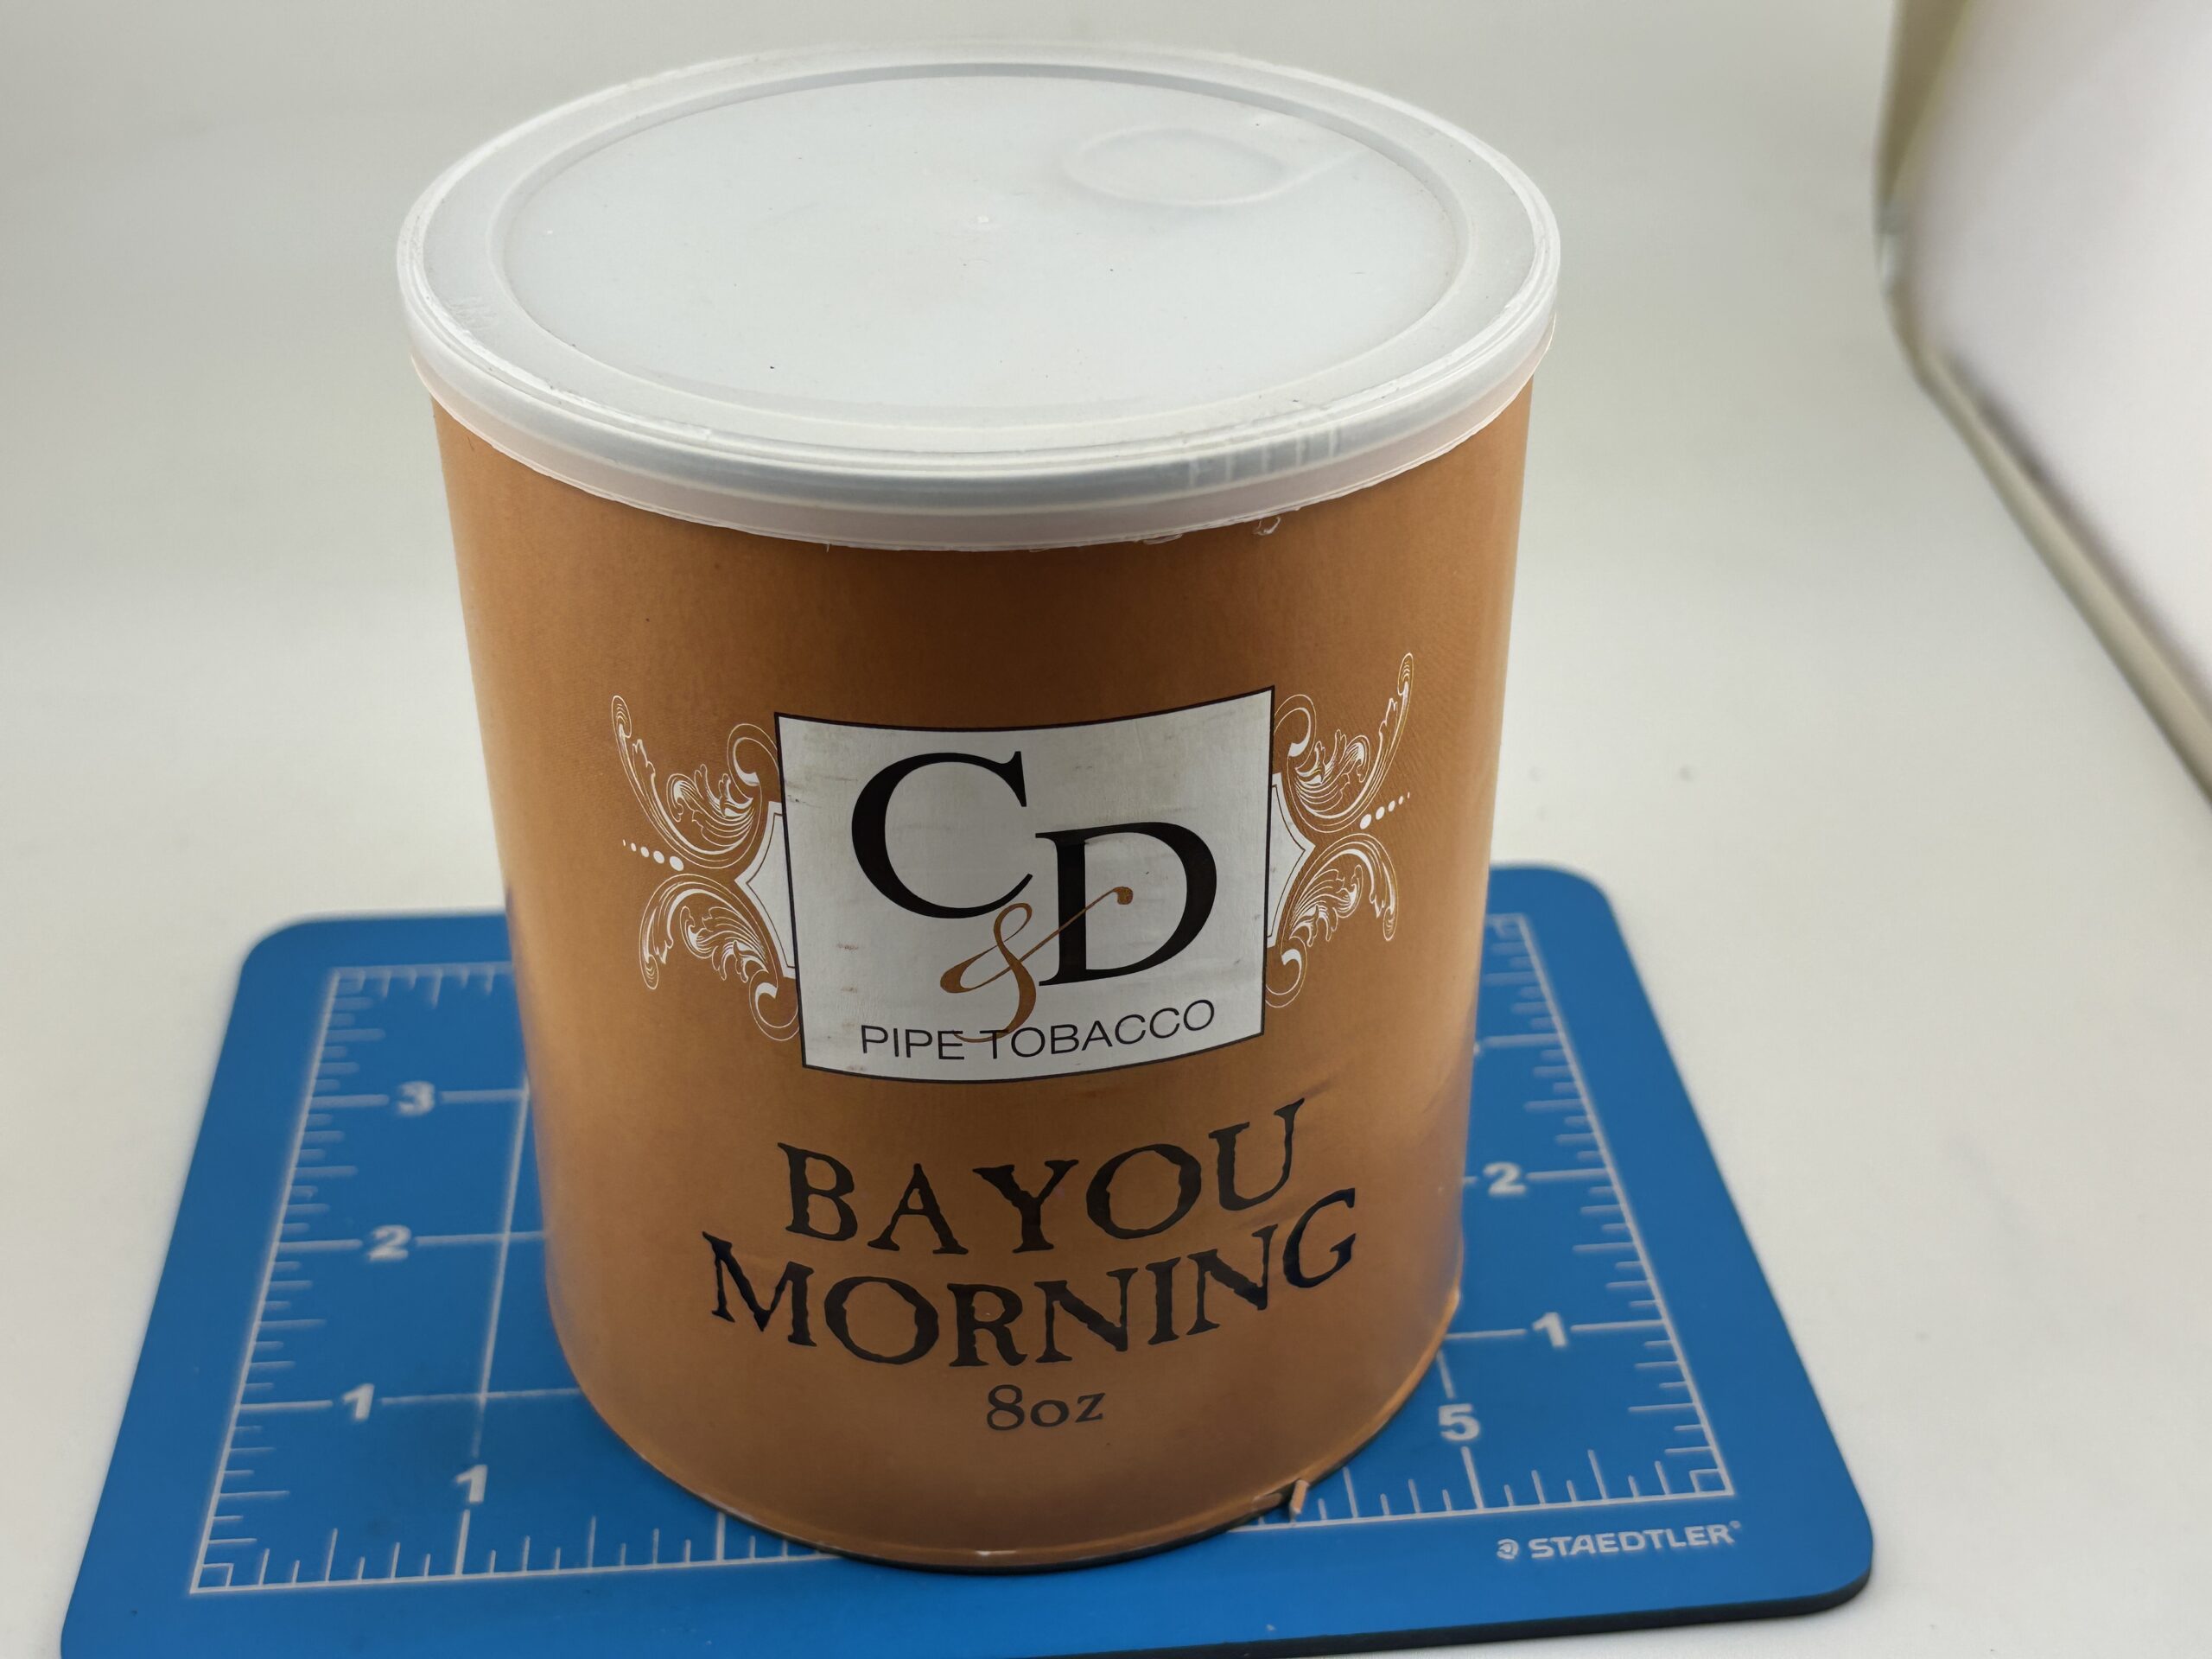 C&D
PIPE TOBACCO
BAYOU
MORNING
8oz
3
2
1
1
2
1
5
STAEDTLER